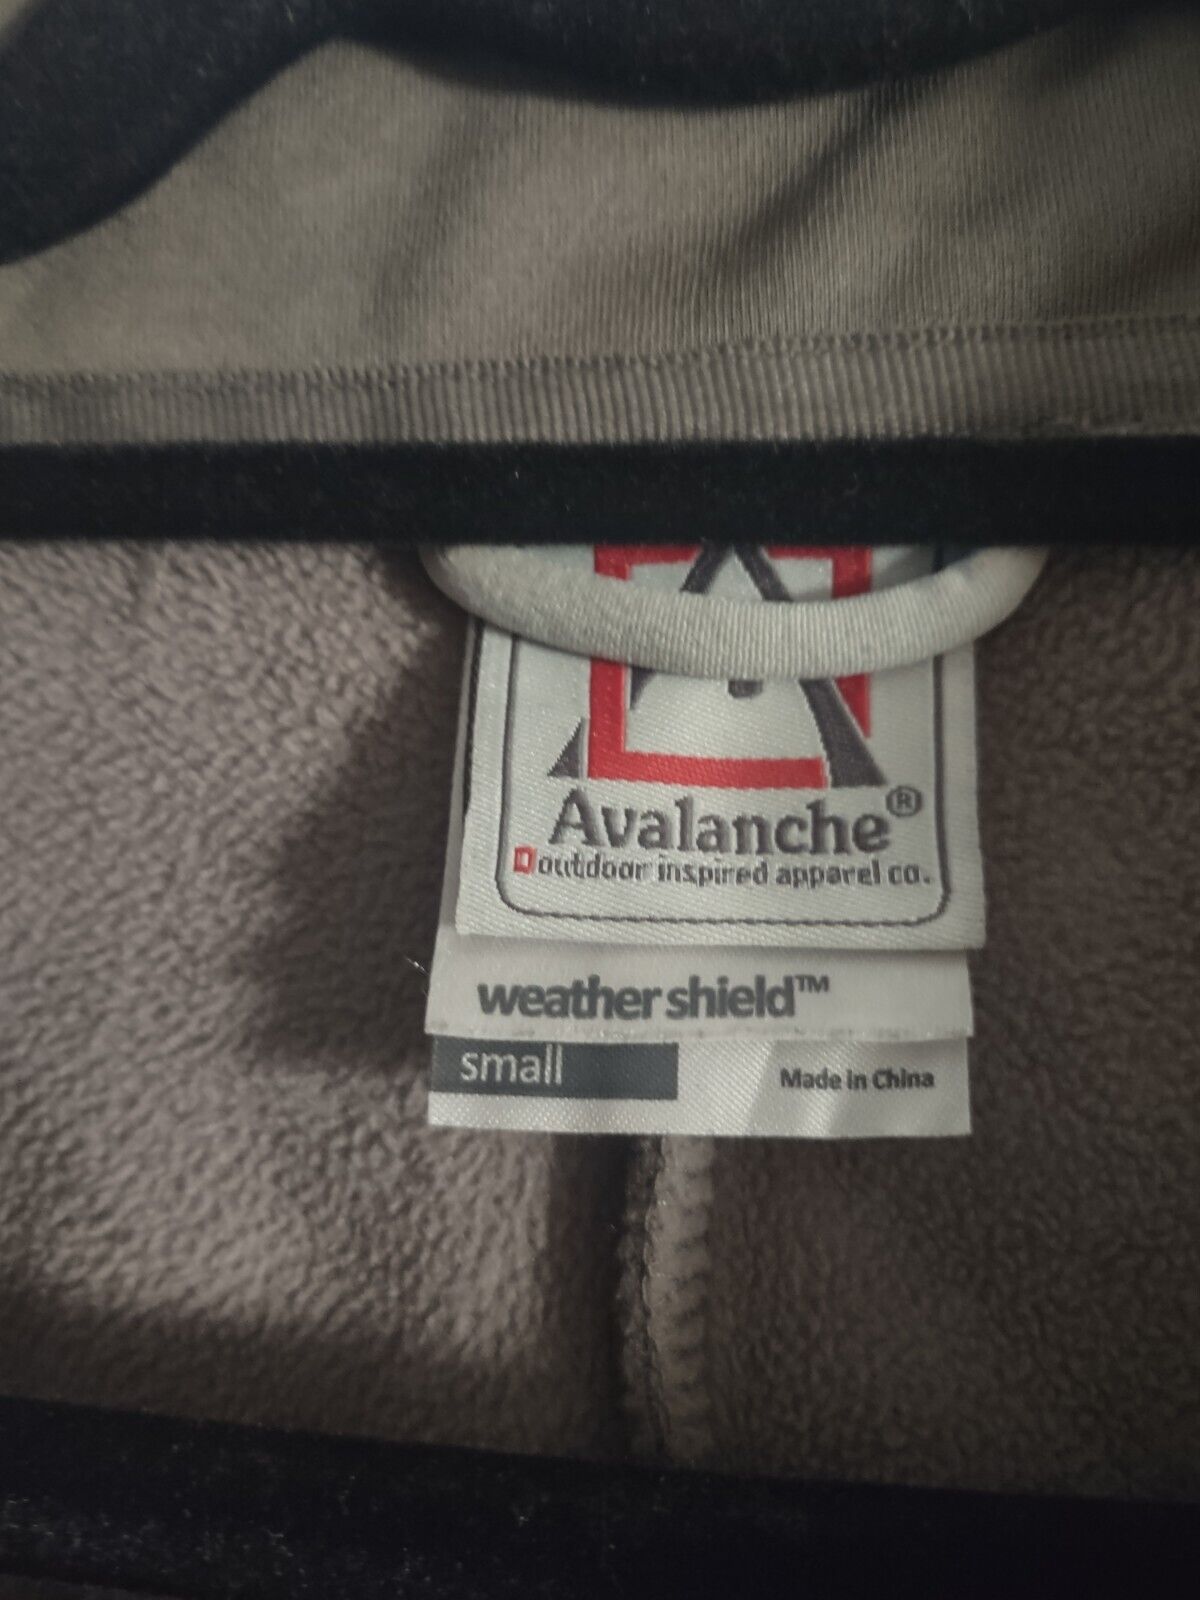 Avalanche®
outdoor inspired apparel co.
weather shield™
small
Made in China